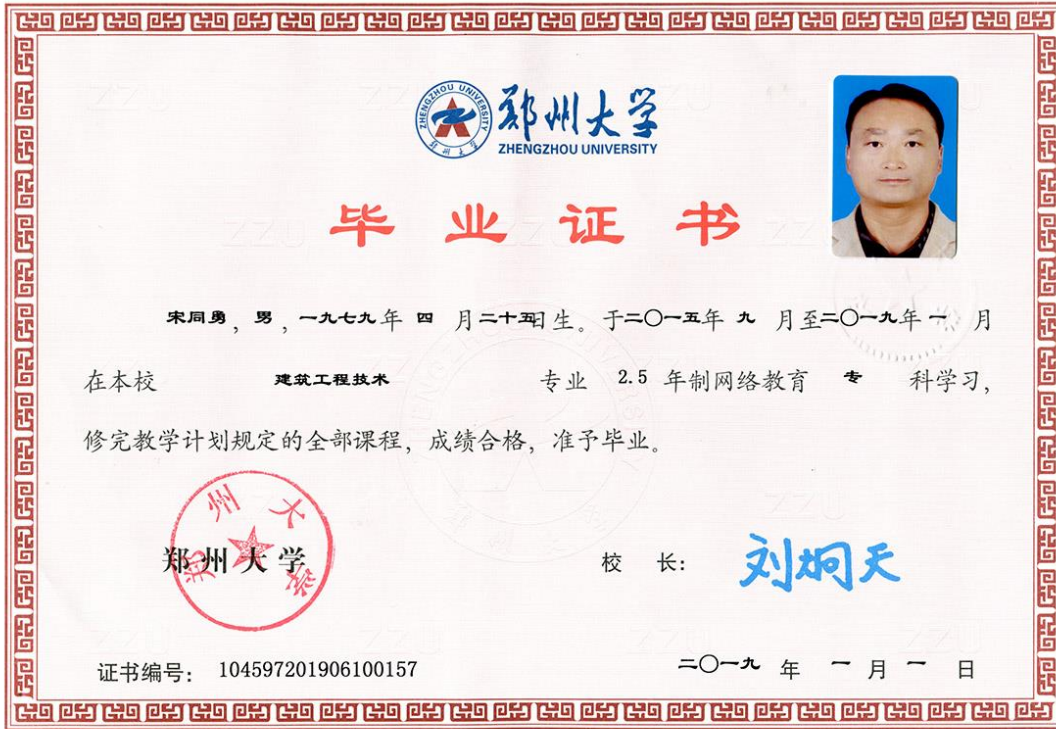 郑州大学
ZHENGZHOU UNIVERSITY
毕业证书
宋同勇，男，一九七九年四月二十五日生。于二〇一五年九月至二〇一九年一月
在本校 建筑工程技术 专业 2.5 年制网络教育 专 科学习，
修完教学计划规定的全部课程，成绩合格，准予毕业。
郑州大学
郑州大学
校 长：刘炯天
证书编号：104597201906100157
二〇一九年一月一日